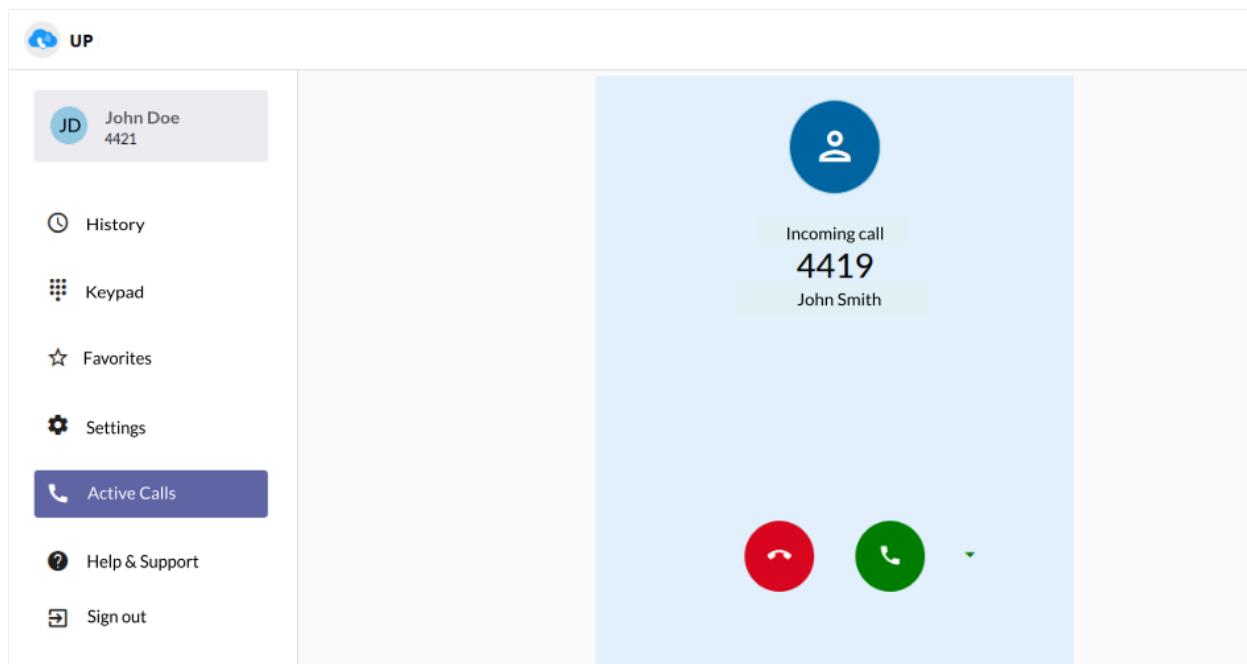 UP
JD
John Doe
4421
History
Keypad
Favorites
Settings
Active Calls
Help & Support
Sign out
Incoming call
4419
John Smith